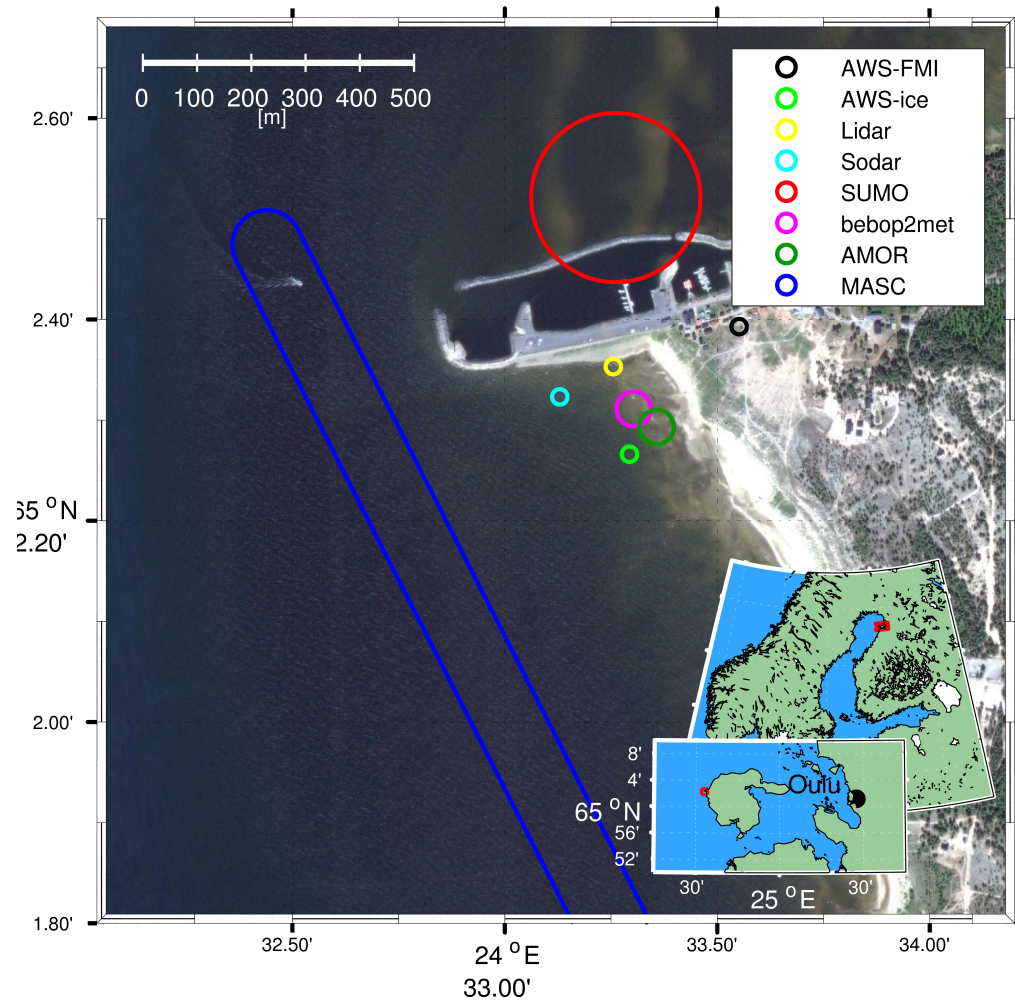 0 100 200 300 400 500
[m]
AWS-FMI
AWS-ice
Lidar
Sodar
SUMO
bebop2met
AMOR
MASC
2.60'
2.40'
65 °N
2.20'
2.00'
1.80'
32.50'
24 °E
33.00'
33.50'
34.00'
8'
4'
65 °N
56'
52'
Oulu
30'
25 °E
30'